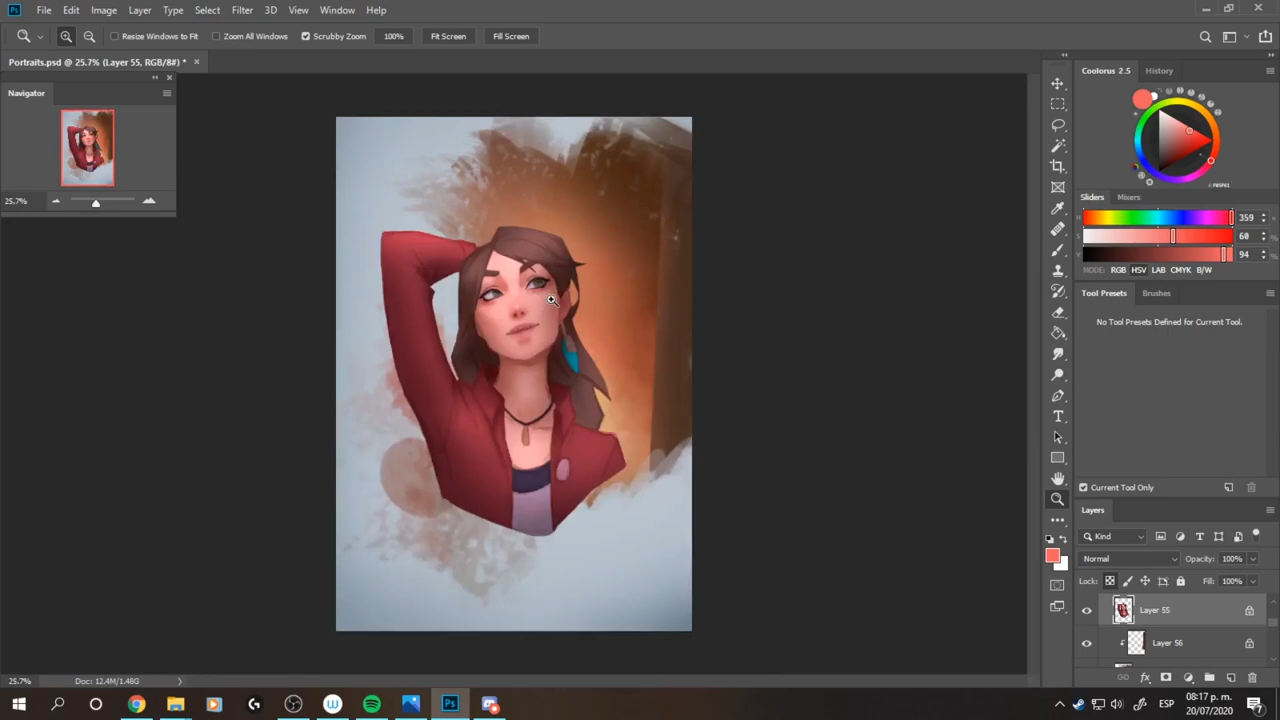 Ps File Edit Image Layer Type Select Filter 3D View Window Help
Resize Windows to Fit Zoom All Windows Scrubby Zoom 100% Fit Screen Fill Screen
Portraits.psd @ 25.7% (Layer 55, RGB/8#) *
Navigator
25.7%
Coolorus 2.5 History
Sliders Mixers
H 359
S 60 %
V 94 %
MODE: RGB HSV LAB CMYK B/W
Tool Presets Brushes
No Tool Presets Defined for Current Tool.
Current Tool Only
Layers
Kind
Normal Opacity: 100%
Lock: Fill: 100%
Layer 55
Layer 56
25.7% Doc: 12.4M/1.48G
ESP 08:17 p. m.
20/07/2020